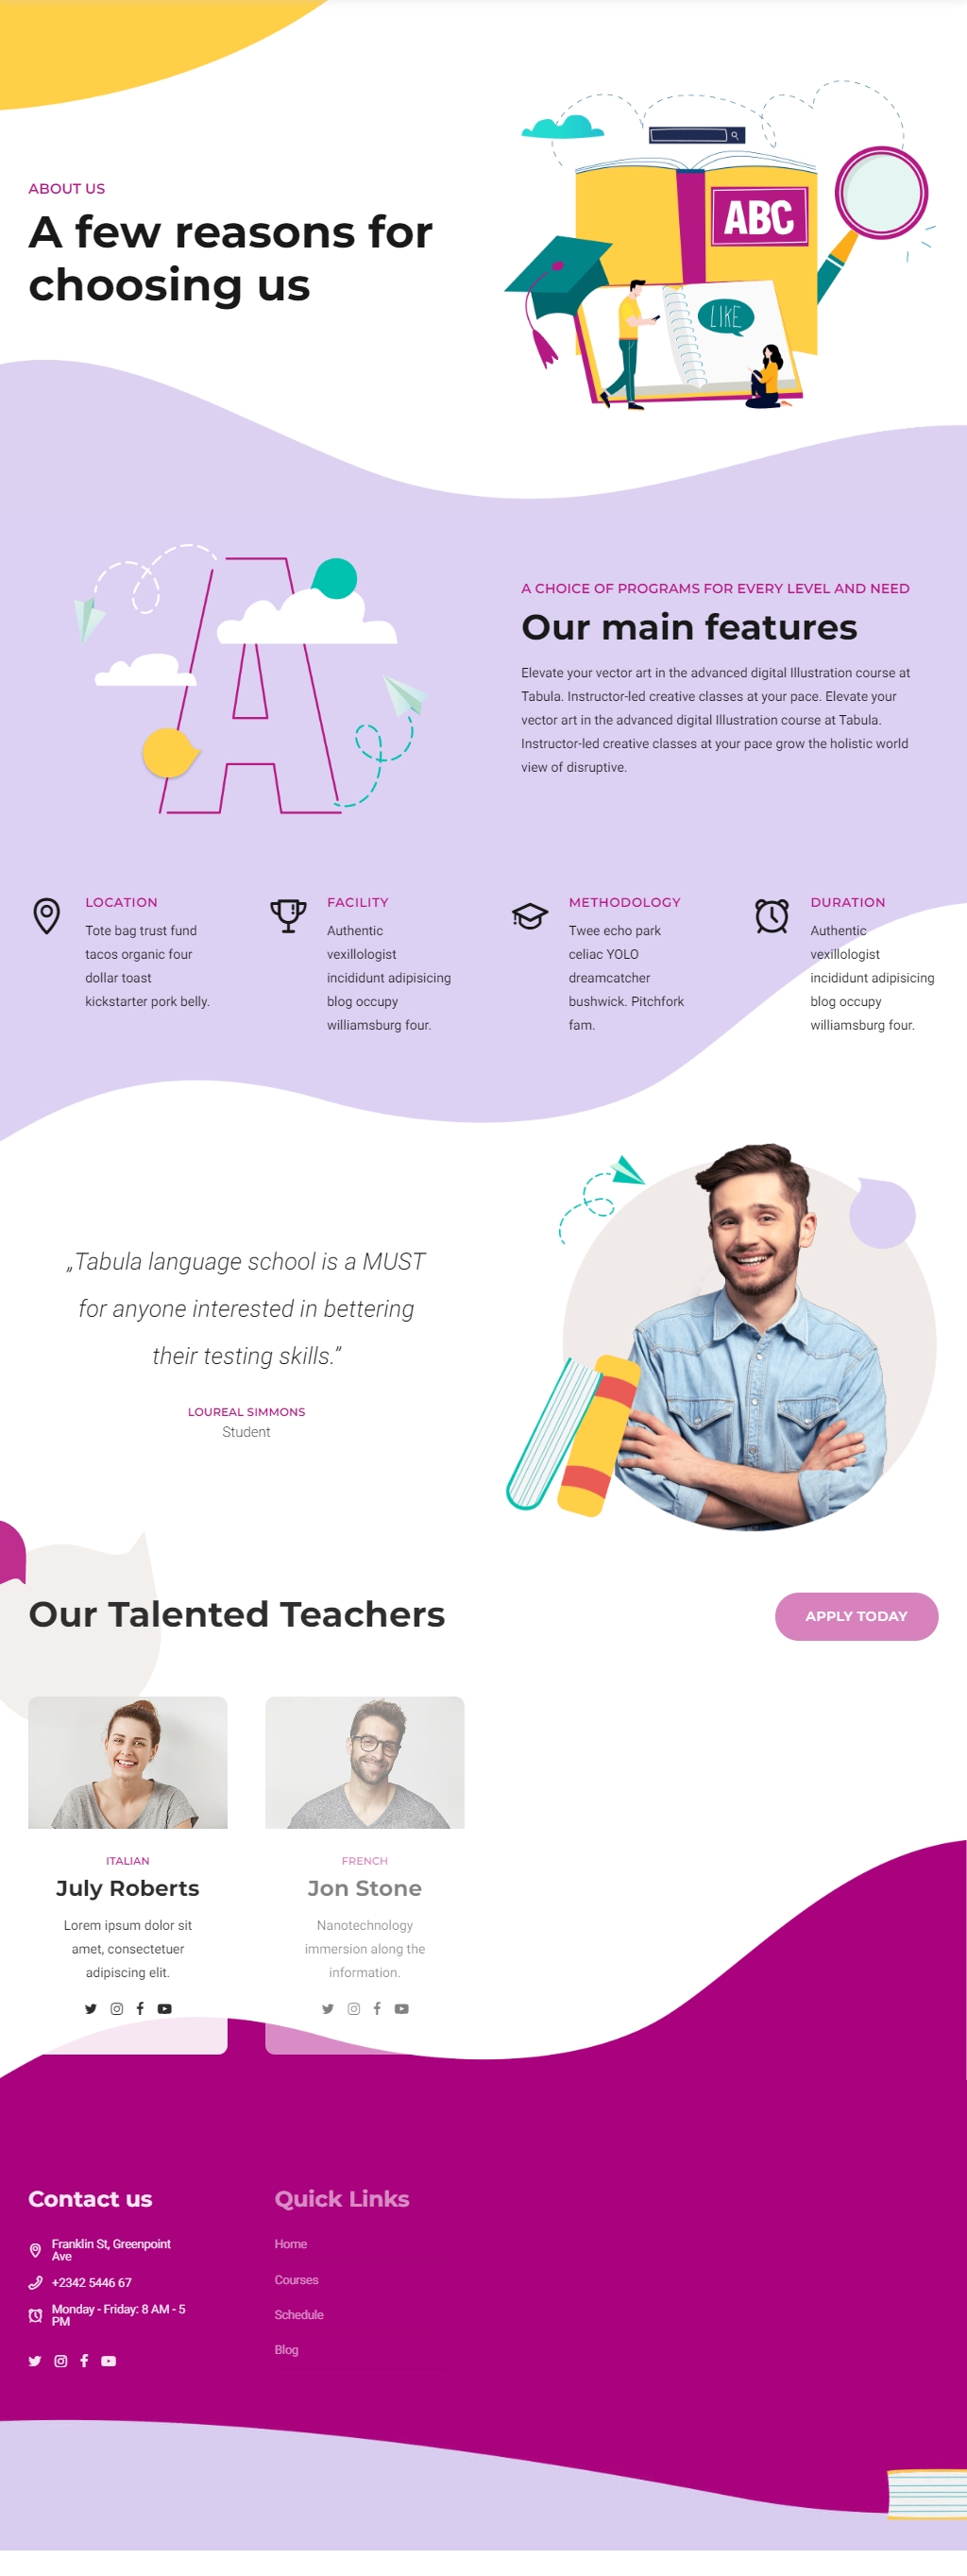 ABOUT US
A few reasons for
choosing us
ABC
LIKE
A CHOICE OF PROGRAMS FOR EVERY LEVEL AND NEED
Our main features
Elevate your vector art in the advanced digital Illustration course at
Tabula. Instructor-led creative classes at your pace. Elevate your
vector art in the advanced digital Illustration course at Tabula.
Instructor-led creative classes at your pace grow the holistic world
view of disruptive.
LOCATION
Tote bag trust fund
tacos organic four
dollar toast
kickstarter pork belly.
FACILITY
Authentic
vexillologist
incididunt adipisicing
blog occupy
williamsburg four.
METHODOLOGY
Twee echo park
celiac YOLO
dreamcatcher
bushwick. Pitchfork
fam.
DURATION
Authentic
vexillologist
incididunt adipisicing
blog occupy
williamsburg four.
„Tabula language school is a MUST
for anyone interested in bettering
their testing skills.”
LOUREAL SIMMONS
Student
Our Talented Teachers
APPLY TODAY
ITALIAN
July Roberts
Lorem ipsum dolor sit
amet, consectetuer
adipiscing elit.
FRENCH
Jon Stone
Nanotechnology
immersion along the
information.
Contact us
Franklin St, Greenpoint
Ave
+2342 5446 67
Monday - Friday: 8 AM - 5
PM
Quick Links
Home
Courses
Schedule
Blog